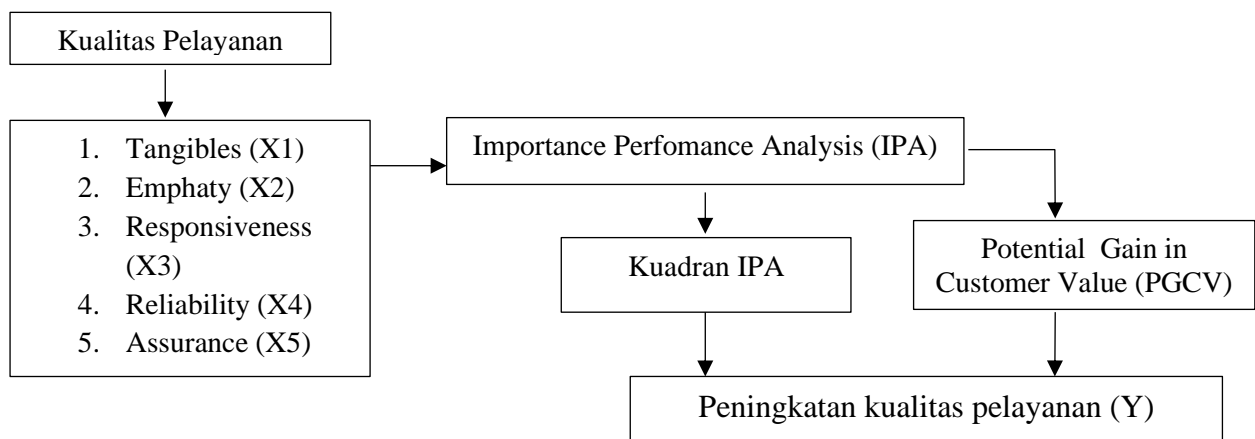 Kualitas Pelayanan
1. Tangibles (X1)
2. Emphaty (X2)
3. Responsiveness
(X3)
4. Reliability (X4)
5. Assurance (X5)
Importance Perfomance Analysis (IPA)
Kuadran IPA
Potential Gain in
Customer Value (PGCV)
Peningkatan kualitas pelayanan (Y)